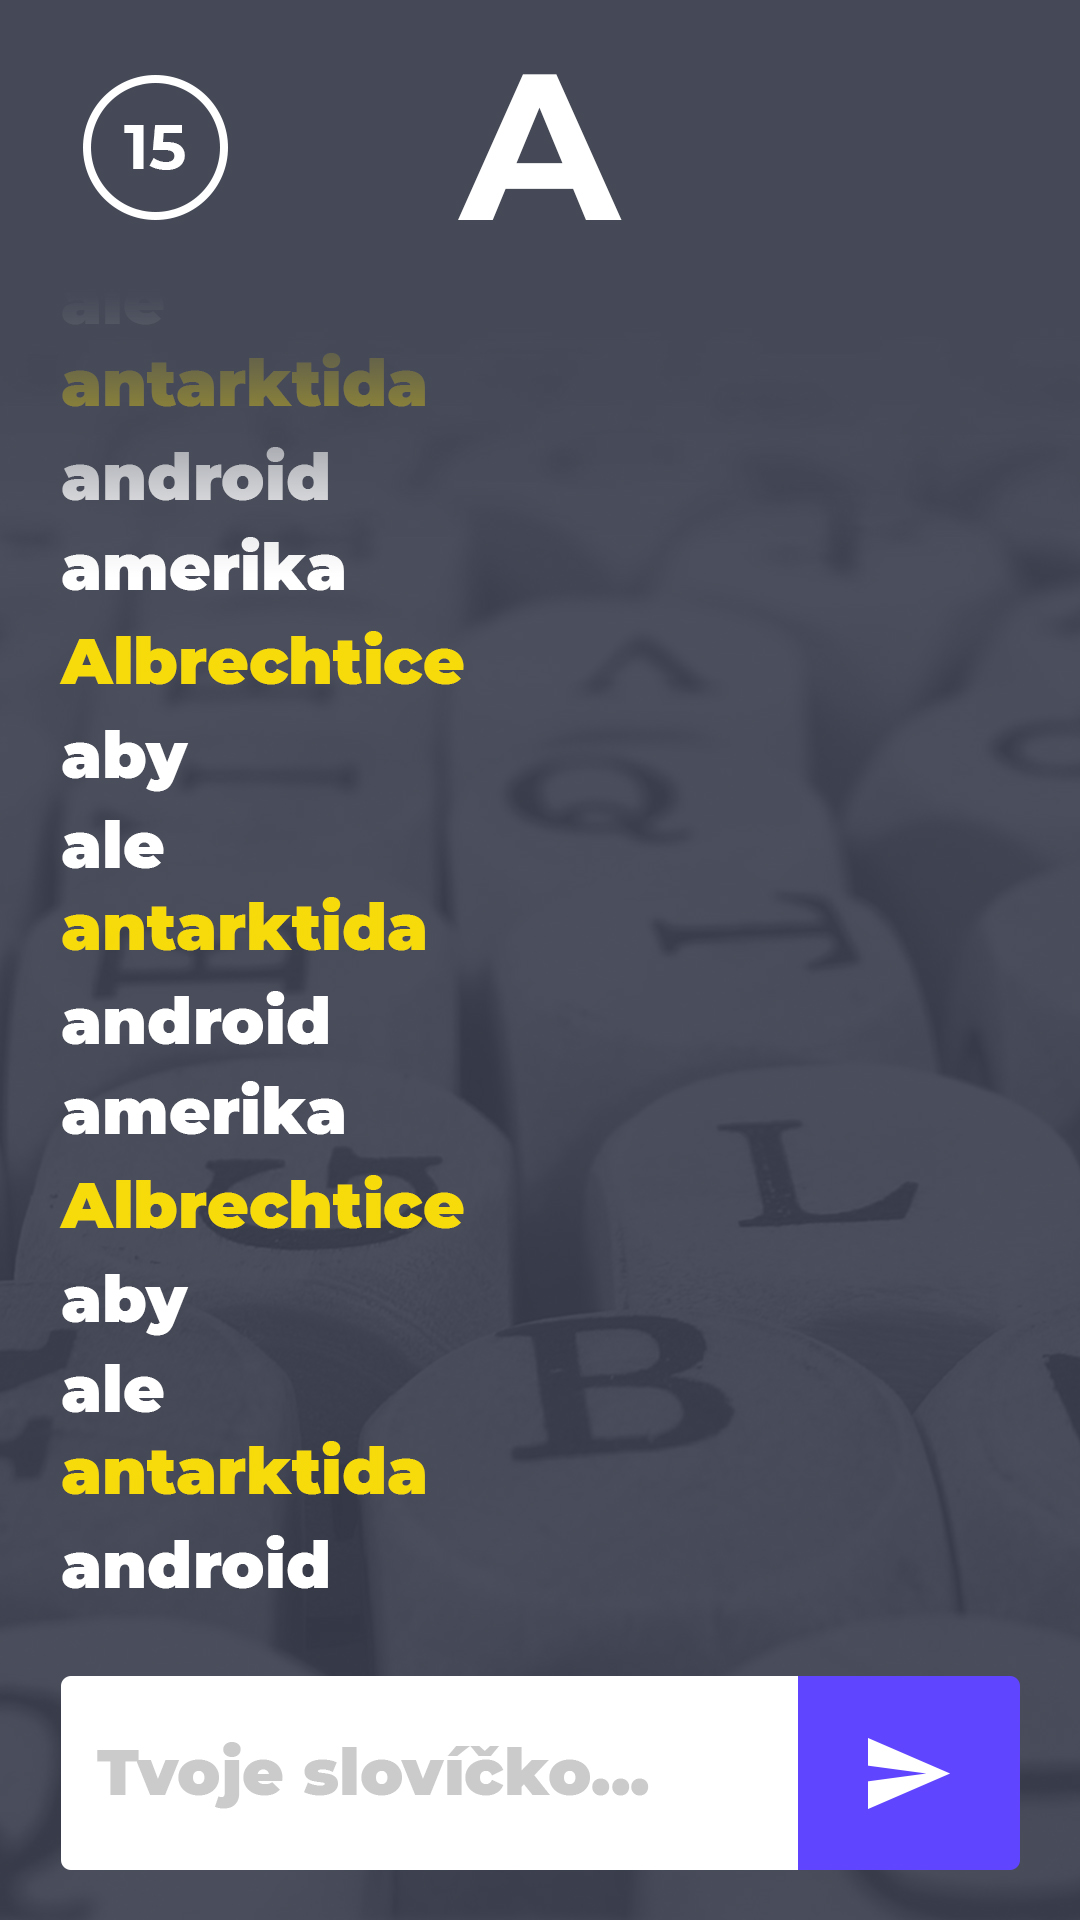 15
A
ale
antarktida
android
amerika
Albrechtice
aby
ale
antarktida
android
amerika
Albrechtice
aby
ale
antarktida
android
Tvoje slovíčko...
Q
T
L
B